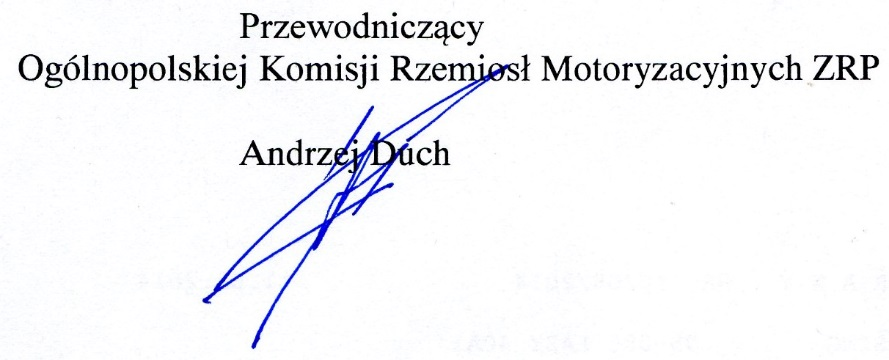 Przewodniczący
Ogólnopolskiej Komisji Rzemiosł Motoryzacyjnych ZRP
Andrzej Duch